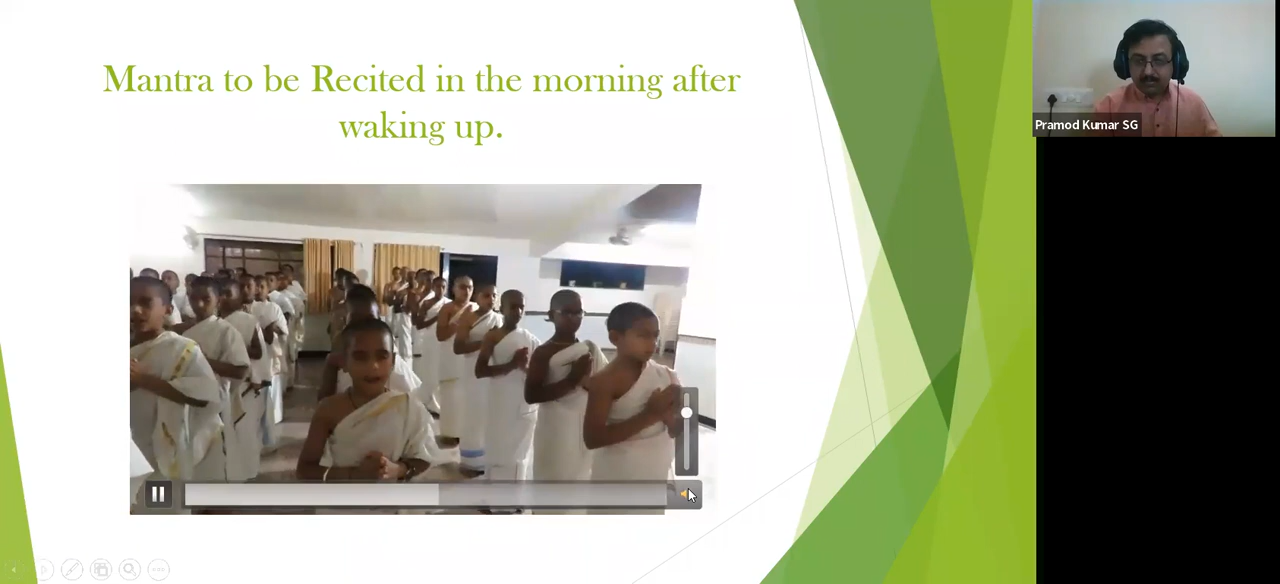 Mantra to be Recited in the morning after
waking up.
Pramod Kumar SG